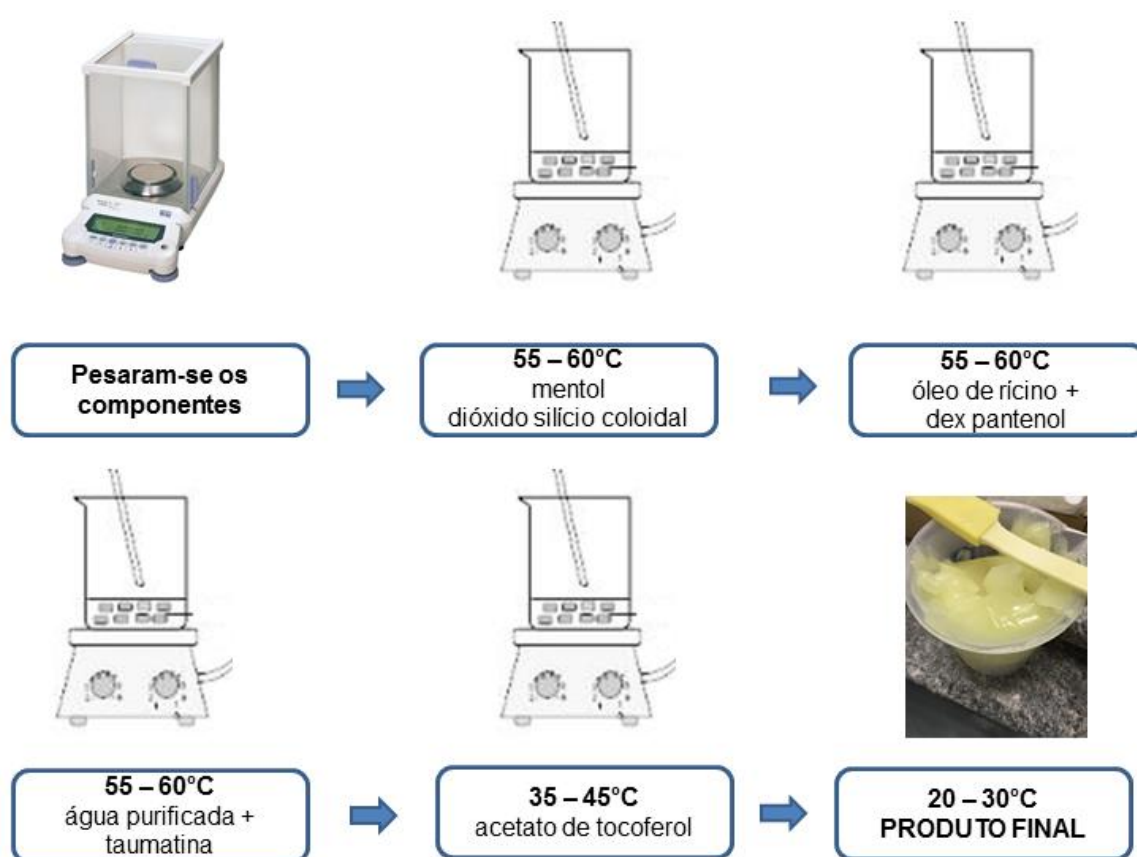 Pesaram-se os
componentes
55 – 60°C
mentol
dióxido silício coloidal
55 – 60°C
óleo de rícino +
dex pantenol
55 – 60°C
água purificada +
taumatina
35 – 45°C
acetato de tocoferol
20 – 30°C
PRODUTO FINAL